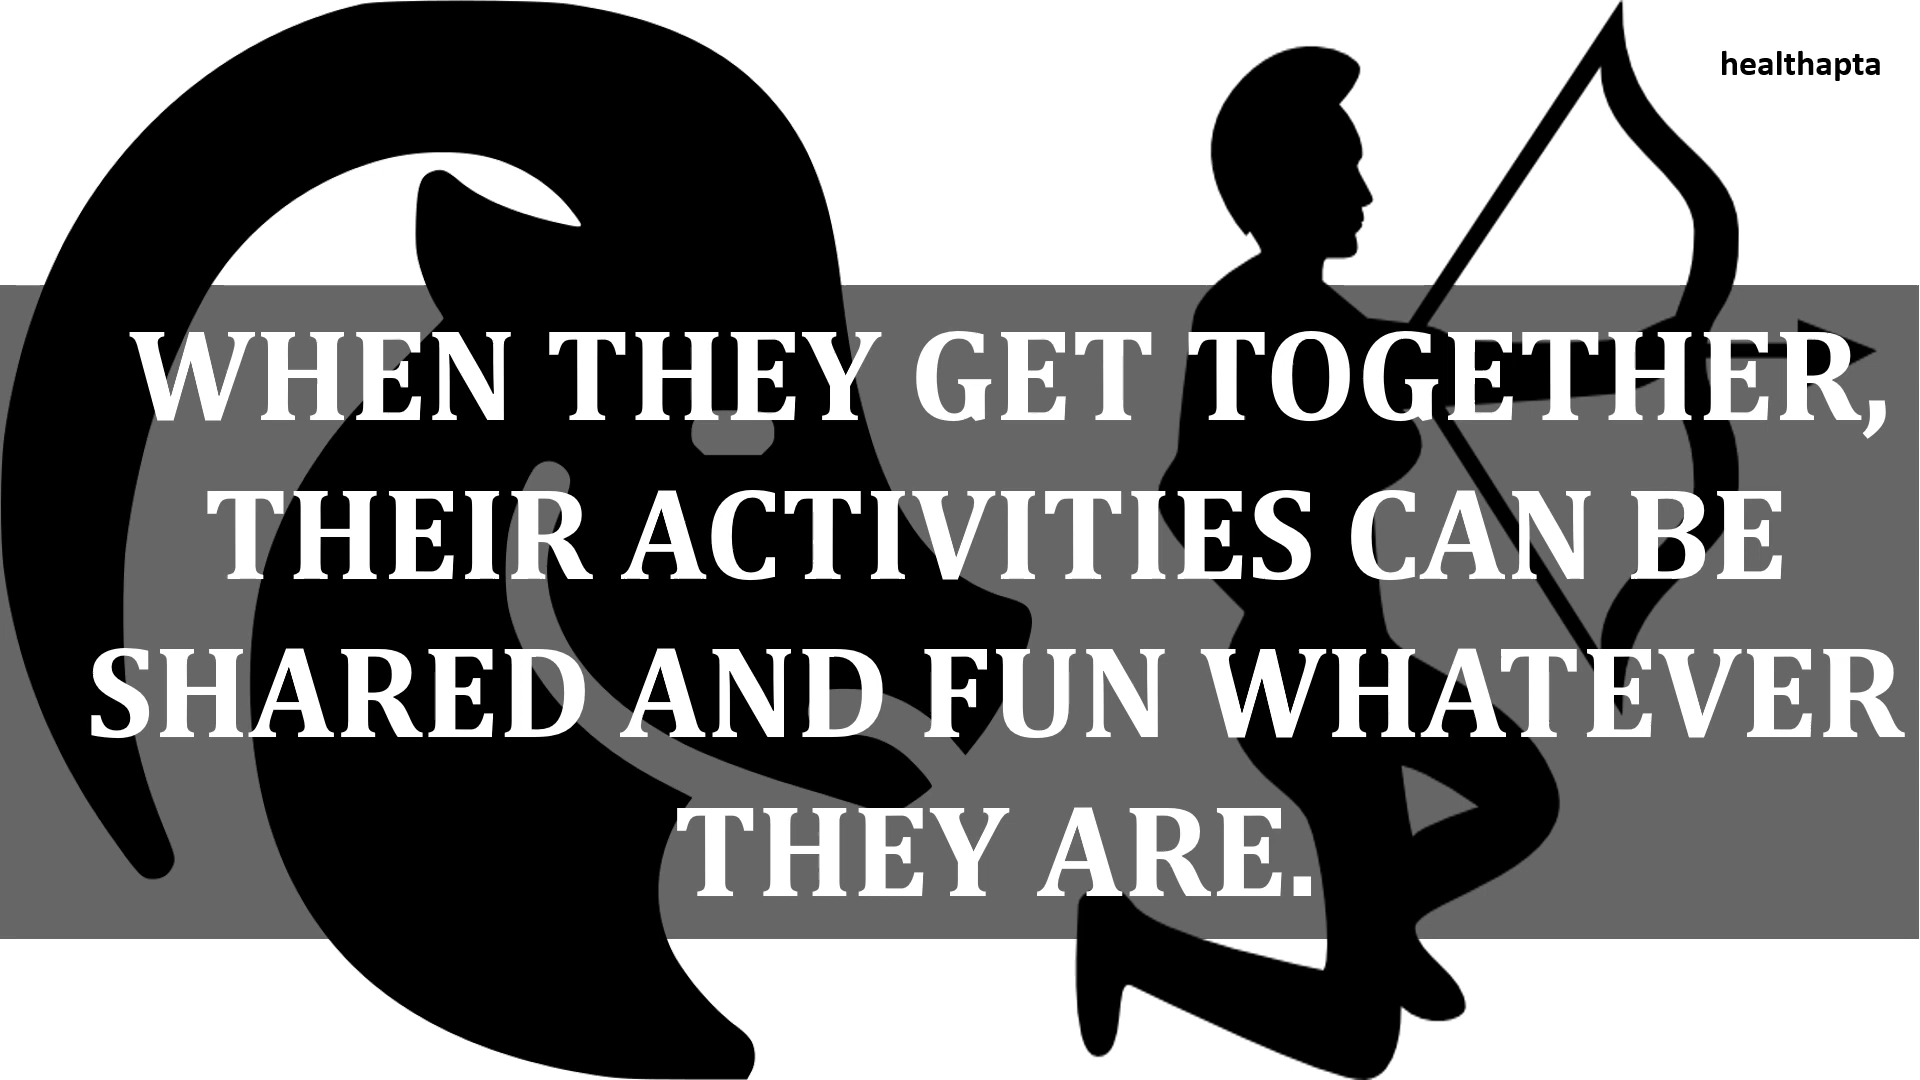 healthapta
WHEN THEY GET TOGETHER,
THEIR ACTIVITIES CAN BE
SHARED AND FUN WHATEVER
THEY ARE.